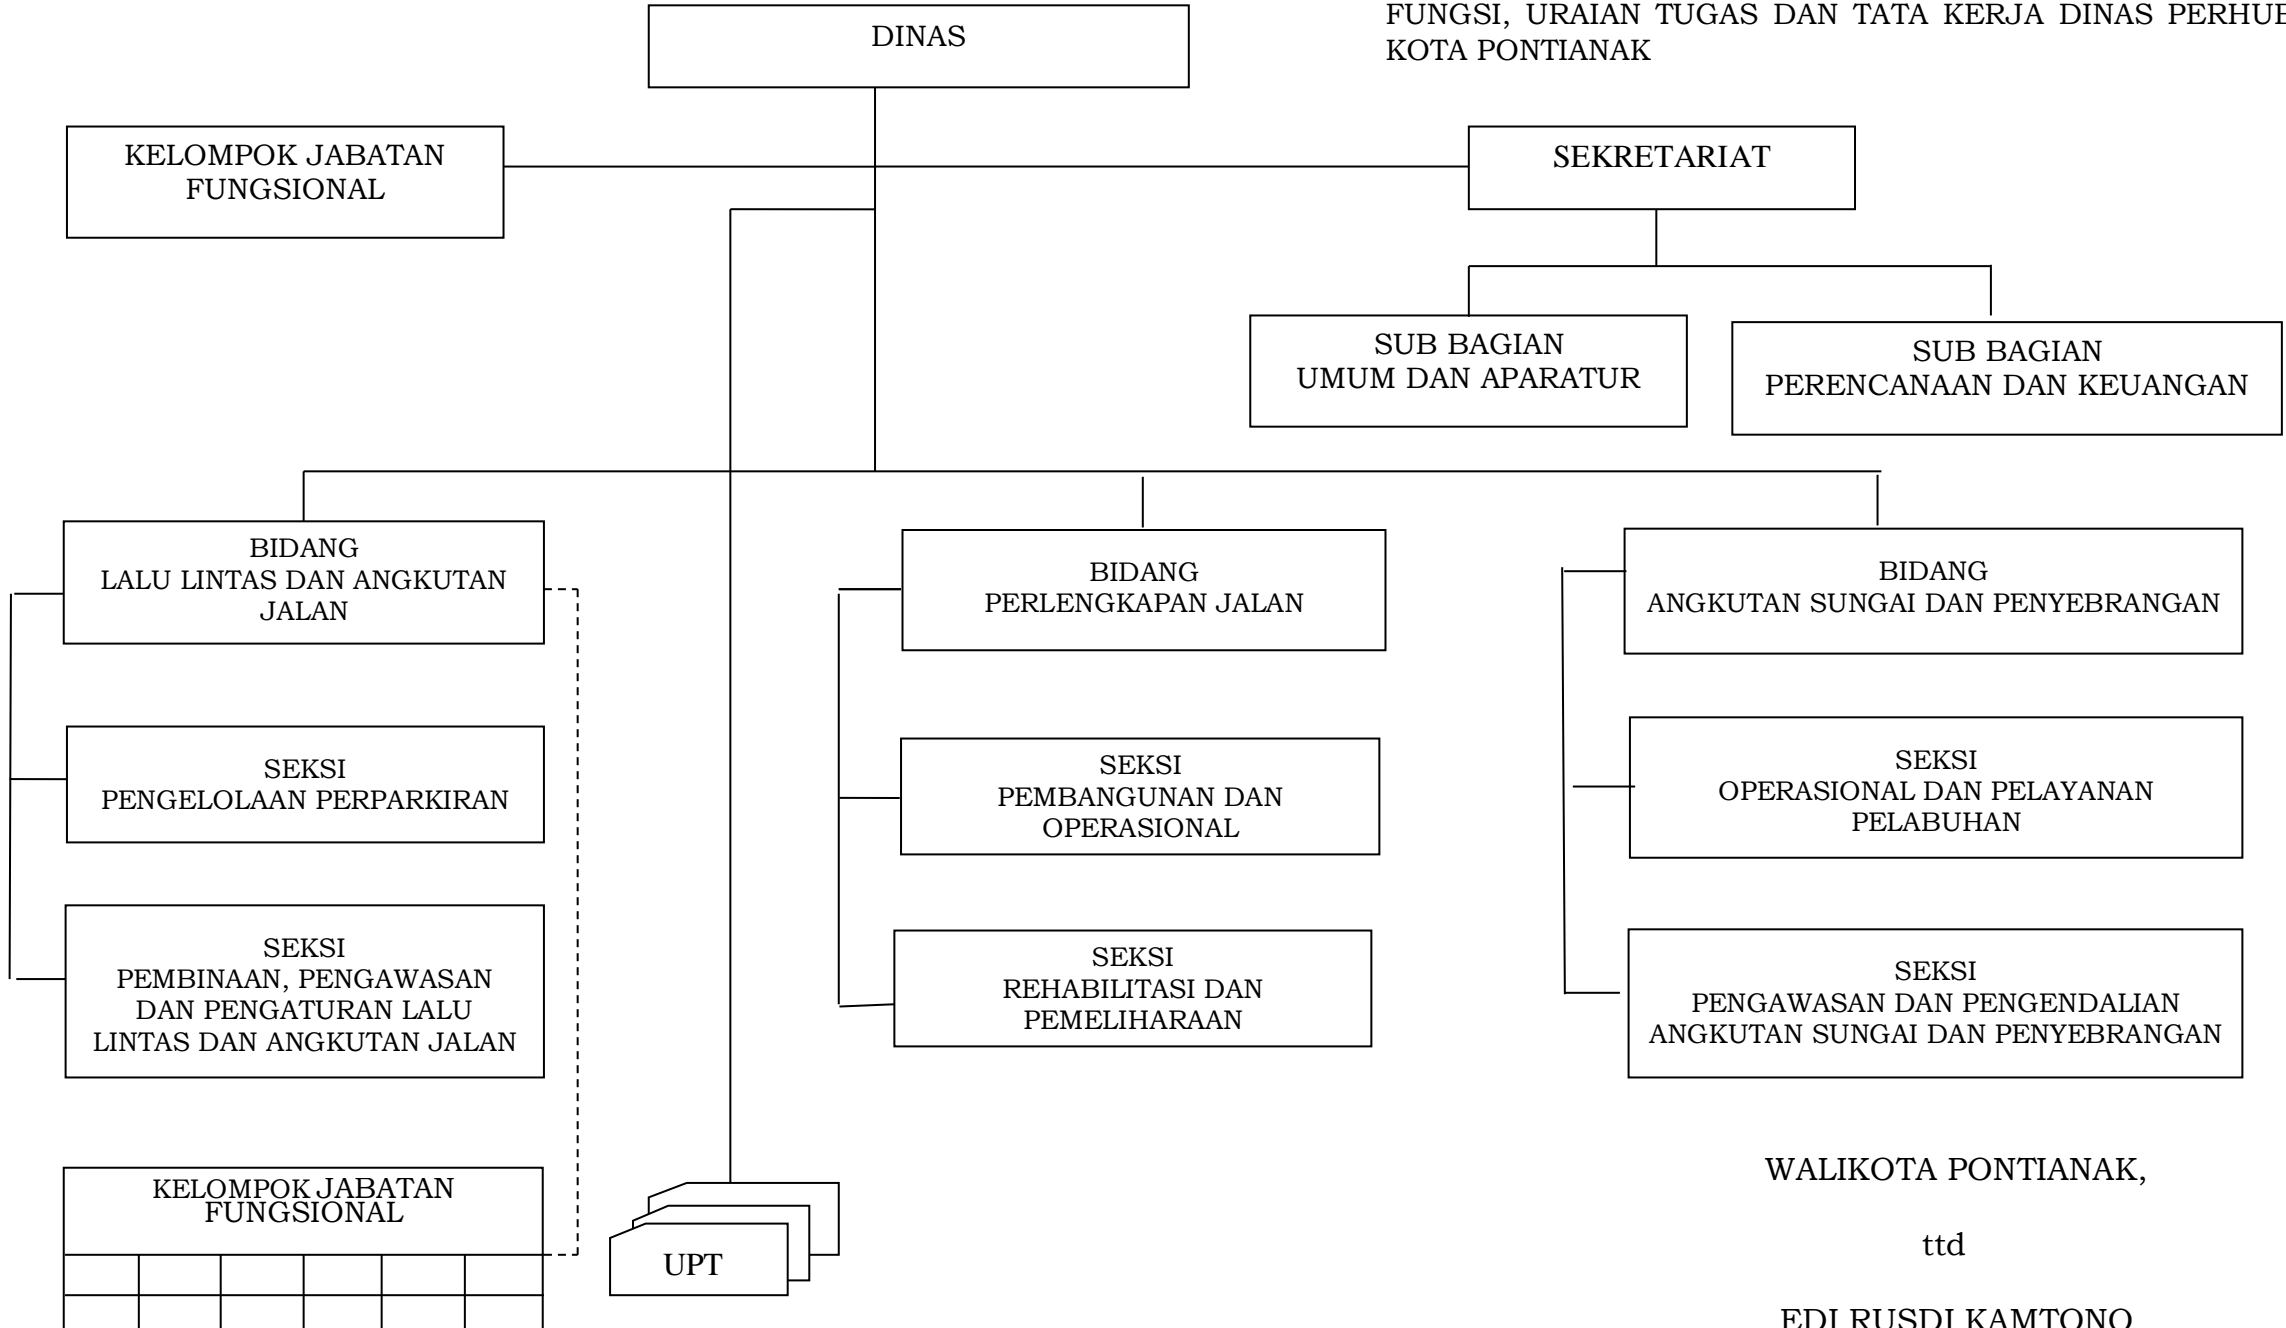 FUNGSI, URAIAN TUGAS DAN TATA KERJA DINAS
KOTA PONTIANAK
DINAS
KELOMPOK JABATAN
FUNGSIONAL
SEKRETARIAT
SUB BAGIAN
UMUM DAN APARATUR
SUB BAGIAN
PERENCANAAN DAN KEUANGAN
BIDANG
LALU LINTAS DAN ANGKUTAN
JALAN
BIDANG
PERLENGKAPAN JALAN
BIDANG
ANGKUTAN SUNGAI DAN PENYEBRANGAN
SEKSI
PENGELOLAAN PERPARKIRAN
SEKSI
PEMBANGUNAN DAN
OPERASIONAL
SEKSI
OPERASIONAL DAN PELAYANAN
PELABUHAN
SEKSI
PEMBINAAN, PENGAWASAN
DAN PENGATURAN LALU
LINTAS DAN ANGKUTAN JALAN
SEKSI
REHABILITASI DAN
PEMELIHARAAN
SEKSI
PENGAWASAN DAN PENGENDALIAN
ANGKUTAN SUNGAI DAN PENYEBRANGAN
KELOMPOK JABATAN
FUNGSIONAL
UPT
WALIKOTA PONTIANAK,
ttd
EDI RUSDI KAMTONO